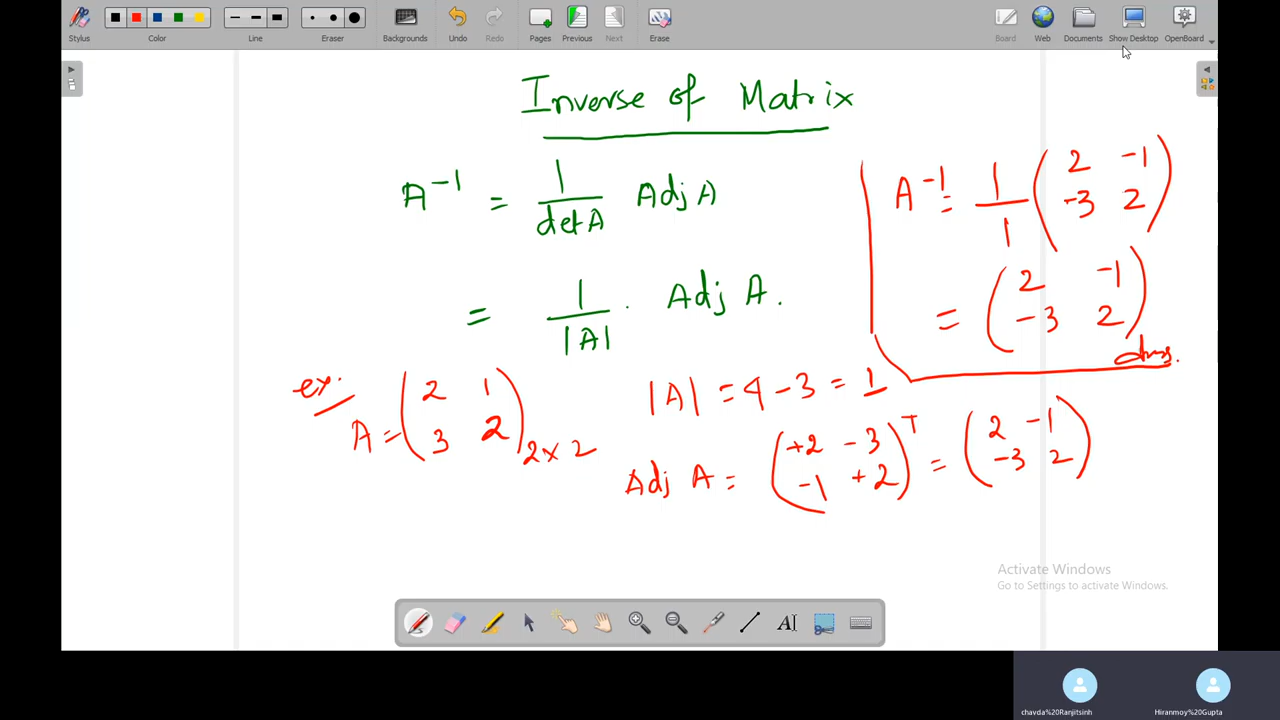 Stylus Color Line Eraser Backgrounds Undo Redo Pages Previous Next Erase Board Web Documents Show Desktop OpenBoard
Inverse of Matrix
A⁻¹ = 1/detA Adj A
= 1/|A| · Adj A.
ex. A = (2 1; 3 2)2×2
|A| = 4 - 3 = 1
Adj A = (+2 -3; -1 +2)ᵀ = (2 -1; -3 2)
A⁻¹ = 1/1 (2 -1; -3 2)
= (2 -1; -3 2)
Ans.
Activate Windows
Go to Settings to activate Windows.
AI
chavda%20Ranjitsinh
Hiranmoy%20Gupta